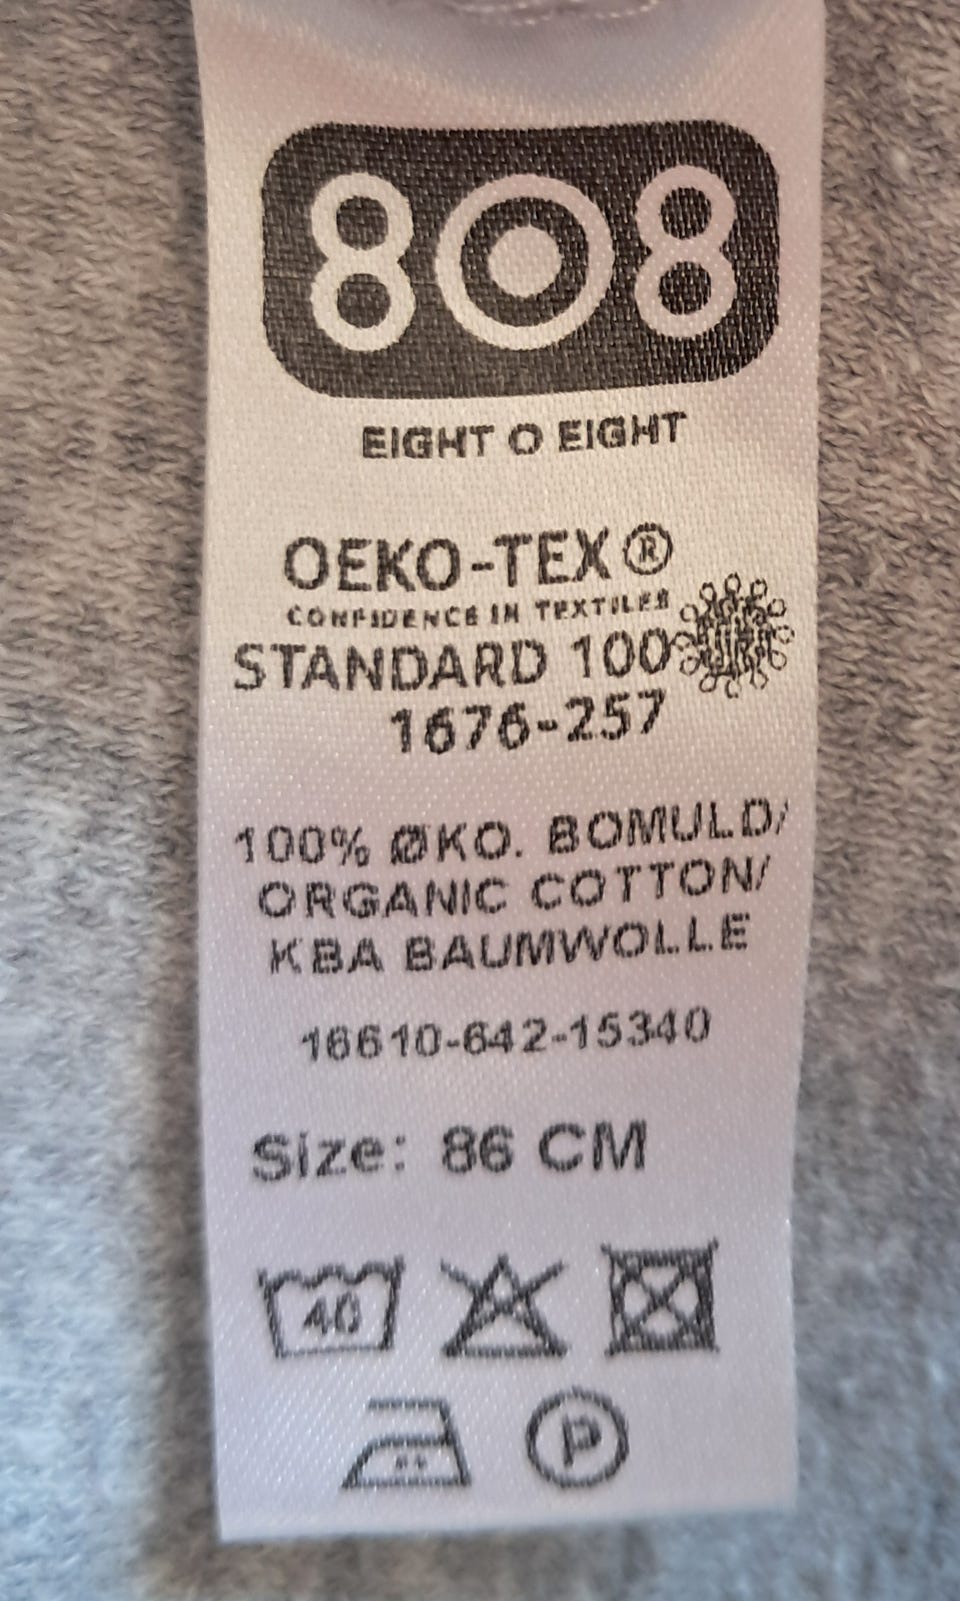 808
EIGHT O EIGHT
OEKO-TEX®
CONFIDENCE IN TEXTILES
STANDARD 100
1676-257
100% ØKO. BOMULD/
ORGANIC COTTON/
KBA BAUMWOLLE
16610-642-15340
Size: 86 CM
40
P